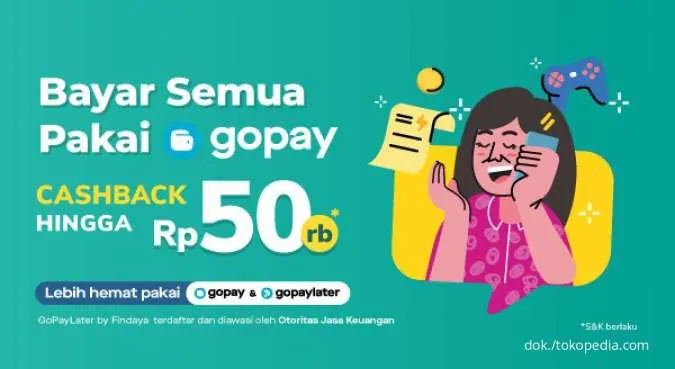 Bayar Semua
Pakai gopay
CASHBACK
HINGGA Rp50rb*
Lebih hemat pakai gopay & gopaylater
GoPayLater by Findaya terdaftar dan diawasi oleh Otoritas Jasa Keuangan
*S&K berlaku
dok./tokopedia.com